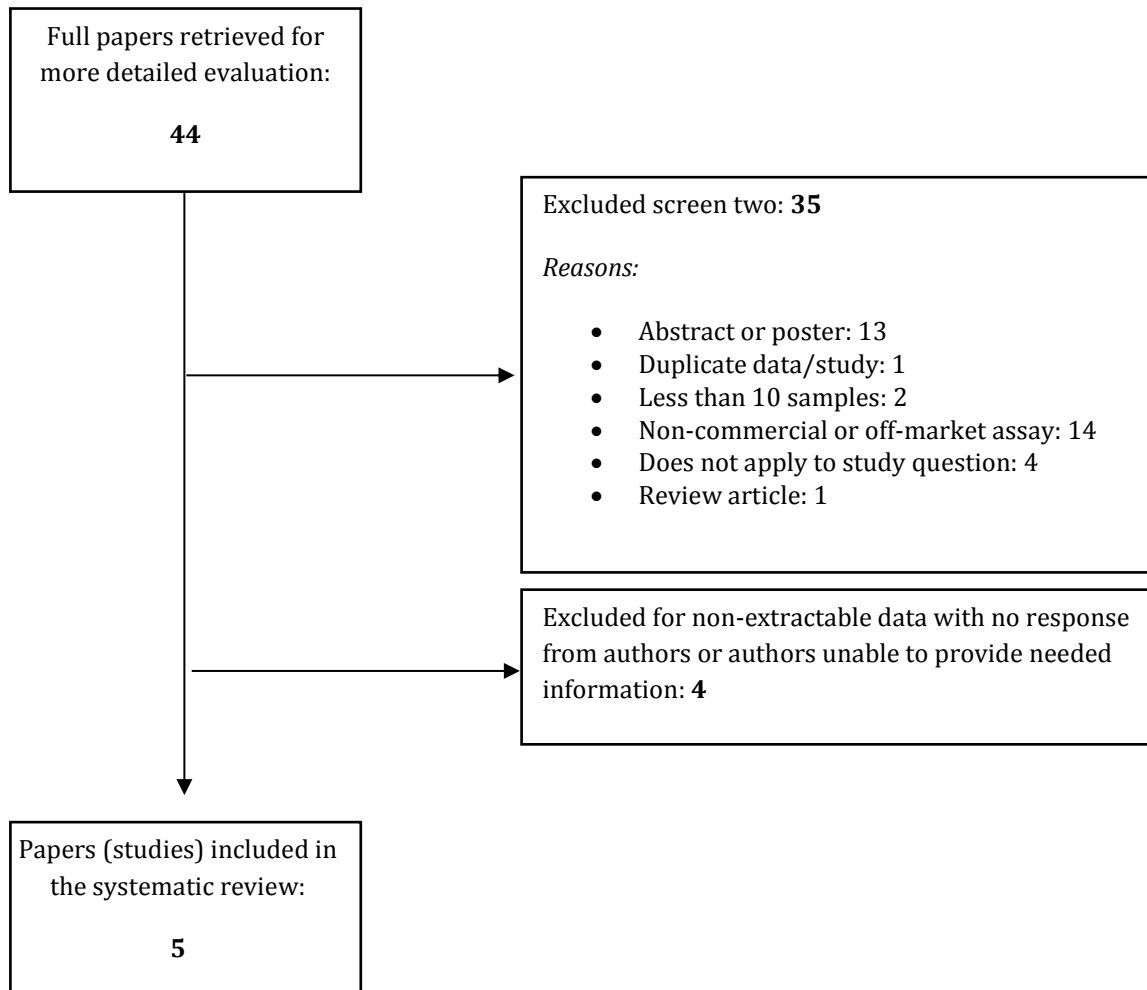 Full papers retrieved for
more detailed evaluation:
44
Excluded screen two: 35
Reasons:
• Abstract or poster: 13
• Duplicate data/study: 1
• Less than 10 samples: 2
• Non-commercial or off-market assay: 14
• Does not apply to study question: 4
• Review article: 1
Excluded for non-extractable data with no response
from authors or authors unable to provide needed
information: 4
Papers (studies) included in
the systematic review:
5